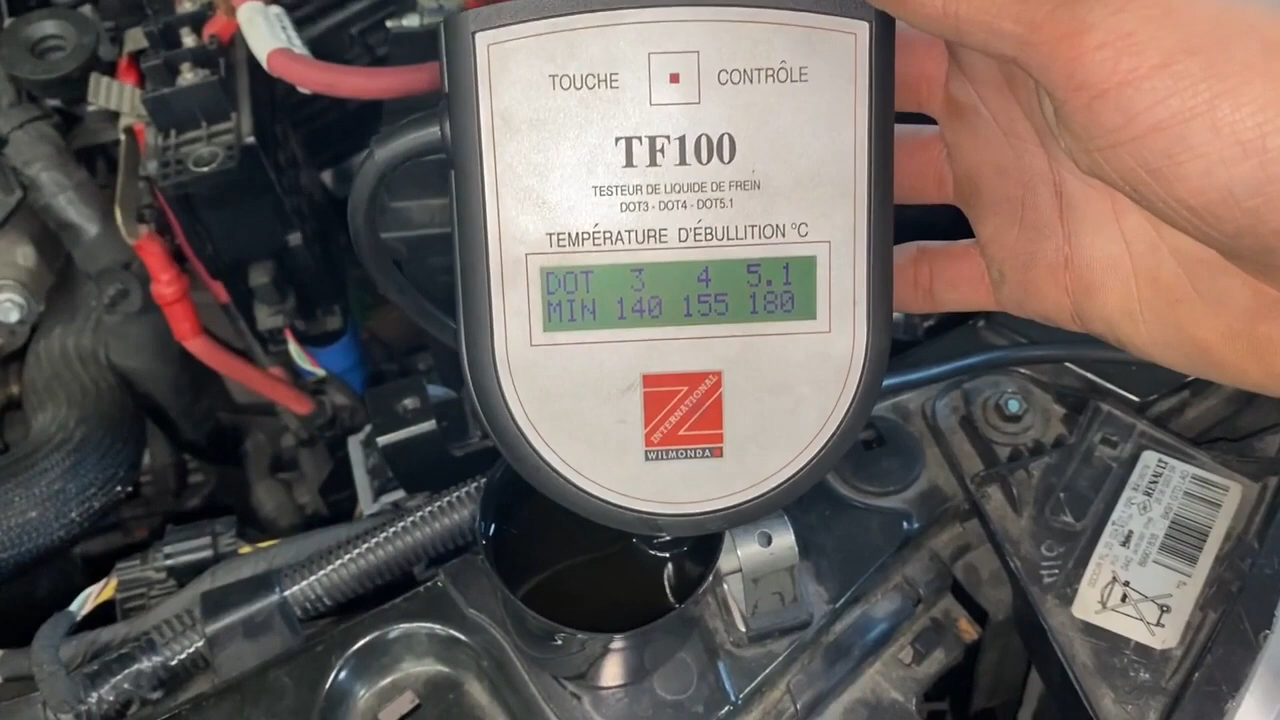 TOUCHE CONTRÔLE
TF100
TESTEUR DE LIQUIDE DE FREIN
DOT3 - DOT4 - DOT5.1
TEMPÉRATURE D'ÉBULLITION °C
DOT 3 4 5.1
MIN 140 155 180
INTERNATIONAL
WILMONDA
RENAULT
Valeo